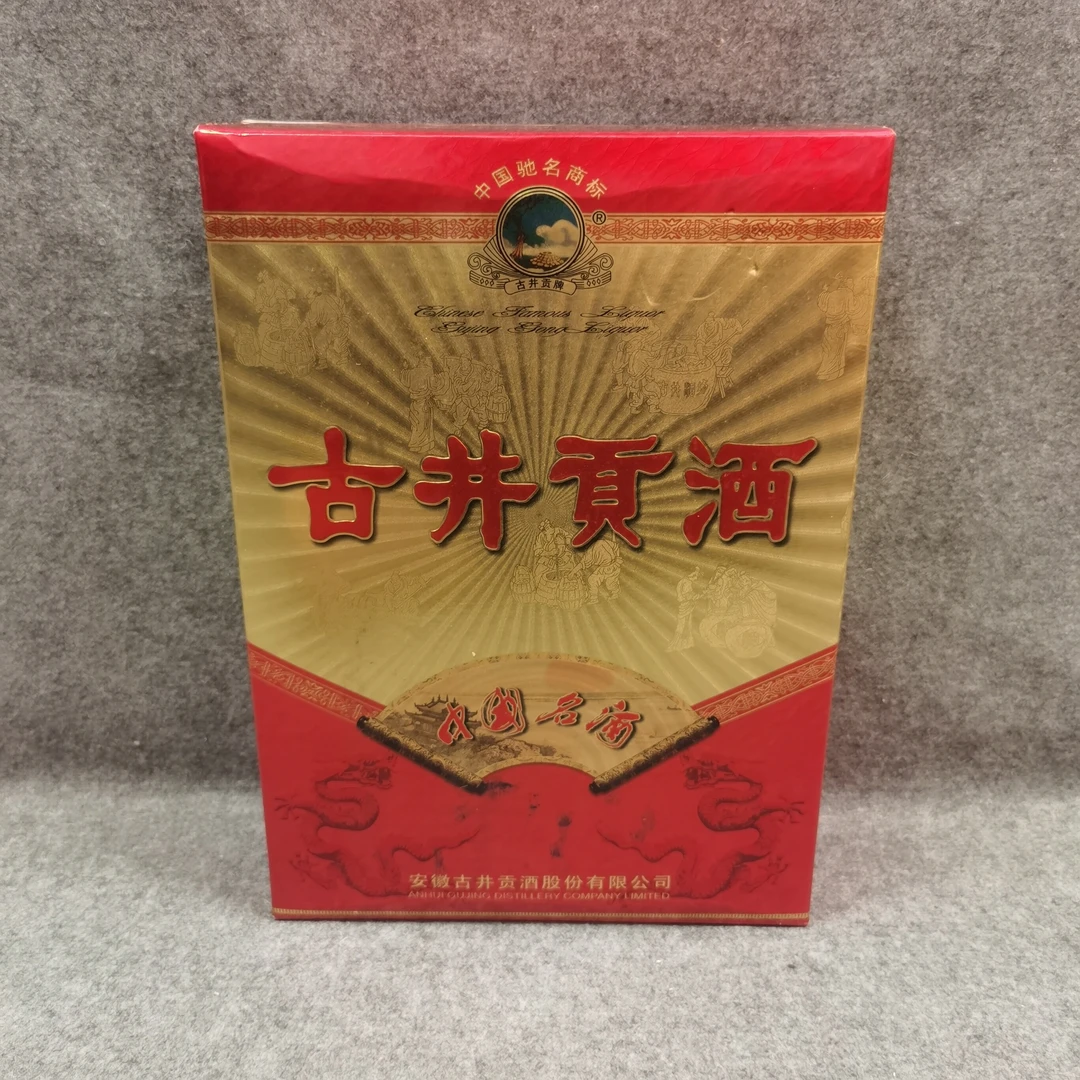 中国驰名商标
®
古井贡牌
Chinese Famous Liquor
Gujing Gong Liquor
古井贡酒
中国名酒
安徽古井贡酒股份有限公司
ANHUI GUJING DISTILLERY COMPANY LIMITED